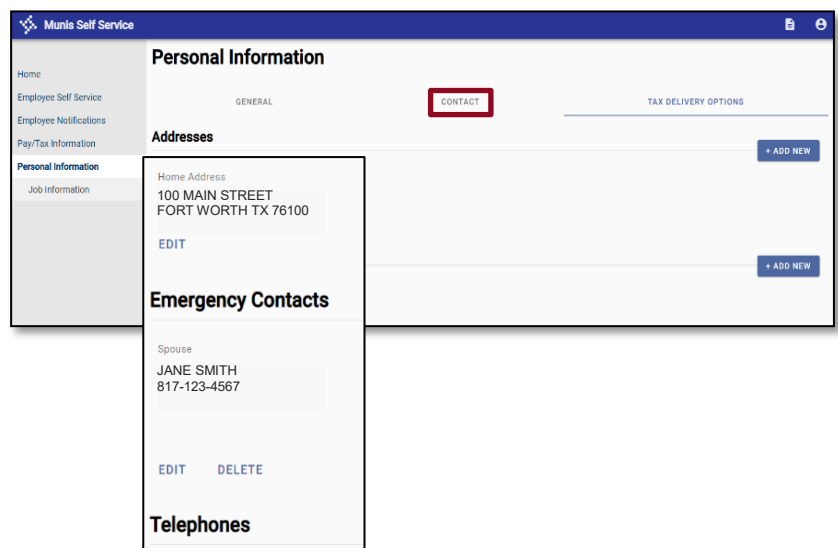 Munis Self Service
Home
Employee Self Service
Employee Notifications
Pay/Tax Information
Personal Information
Job Information
Personal Information
GENERAL
CONTACT
TAX DELIVERY OPTIONS
Addresses
+ ADD NEW
Home Address
100 MAIN STREET
FORT WORTH TX 76100
EDIT
+ ADD NEW
Emergency Contacts
Spouse
JANE SMITH
817-123-4567
EDIT DELETE
Telephones